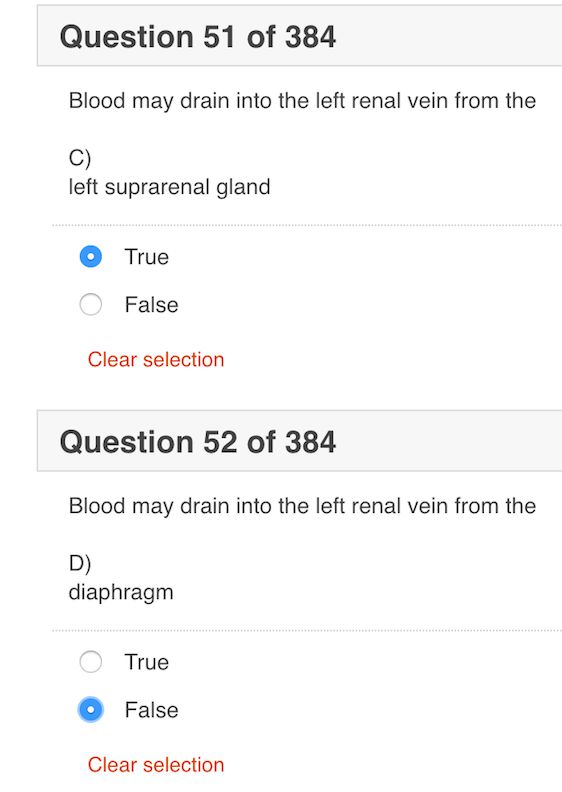 Question 51 of 384
Blood may drain into the left renal vein from the
C)
left suprarenal gland
True
False
Clear selection
Question 52 of 384
Blood may drain into the left renal vein from the
D)
diaphragm
True
False
Clear selection